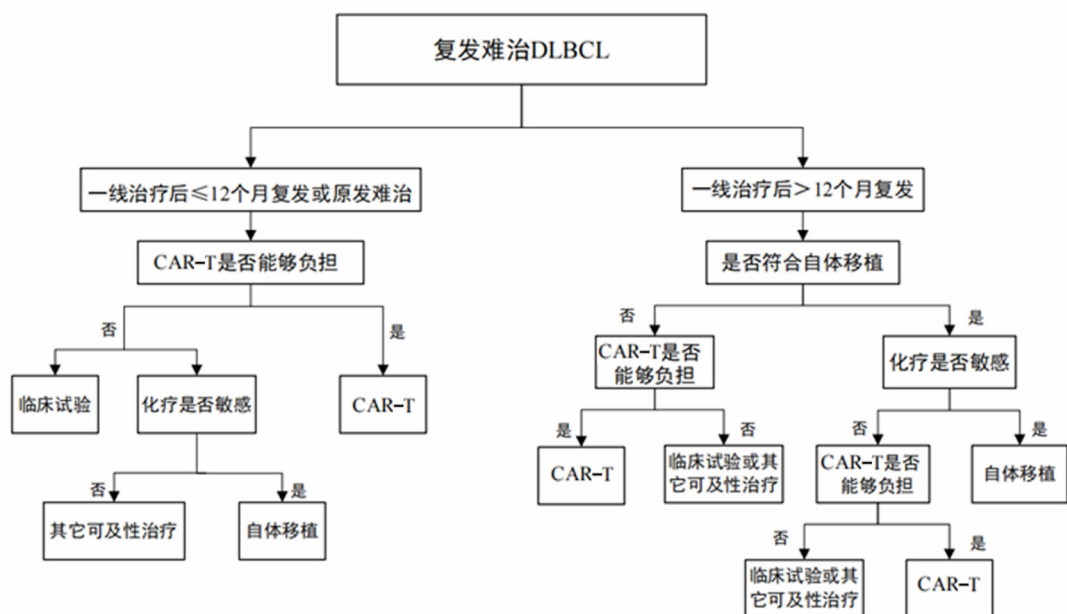 复发难治DLBCL
一线治疗后≤12个月复发或原发难治
一线治疗后＞12个月复发
CAR-T是否能够负担
是否符合自体移植
否
是
否
是
临床试验
化疗是否敏感
CAR-T
CAR-T是否
能够负担
化疗是否敏感
否
是
是
否
否
是
其它可及性治疗
自体移植
CAR-T
临床试验或其
它可及性治疗
CAR-T是否
能够负担
自体移植
否
是
临床试验或其
它可及性治疗
CAR-T